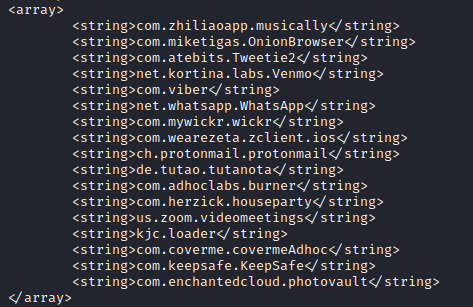 <array>
<string>com.zhiliaoapp.musically</string>
<string>com.miketigas.OnionBrowser</string>
<string>com.atebits.Tweetie2</string>
<string>net.kortina.labs.Venmo</string>
<string>com.viber</string>
<string>net.whatsapp.WhatsApp</string>
<string>com.mywickr.wickr</string>
<string>com.wearezeta.zclient.ios</string>
<string>ch.protonmail.protonmail</string>
<string>de.tutao.tutanota</string>
<string>com.adhoclabs.burner</string>
<string>com.herzick.houseparty</string>
<string>us.zoom.videomeetings</string>
<string>kjc.loader</string>
<string>com.coverme.covermeAdhoc</string>
<string>com.keepsafe.KeepSafe</string>
<string>com.enchantedcloud.photovault</string>
</array>